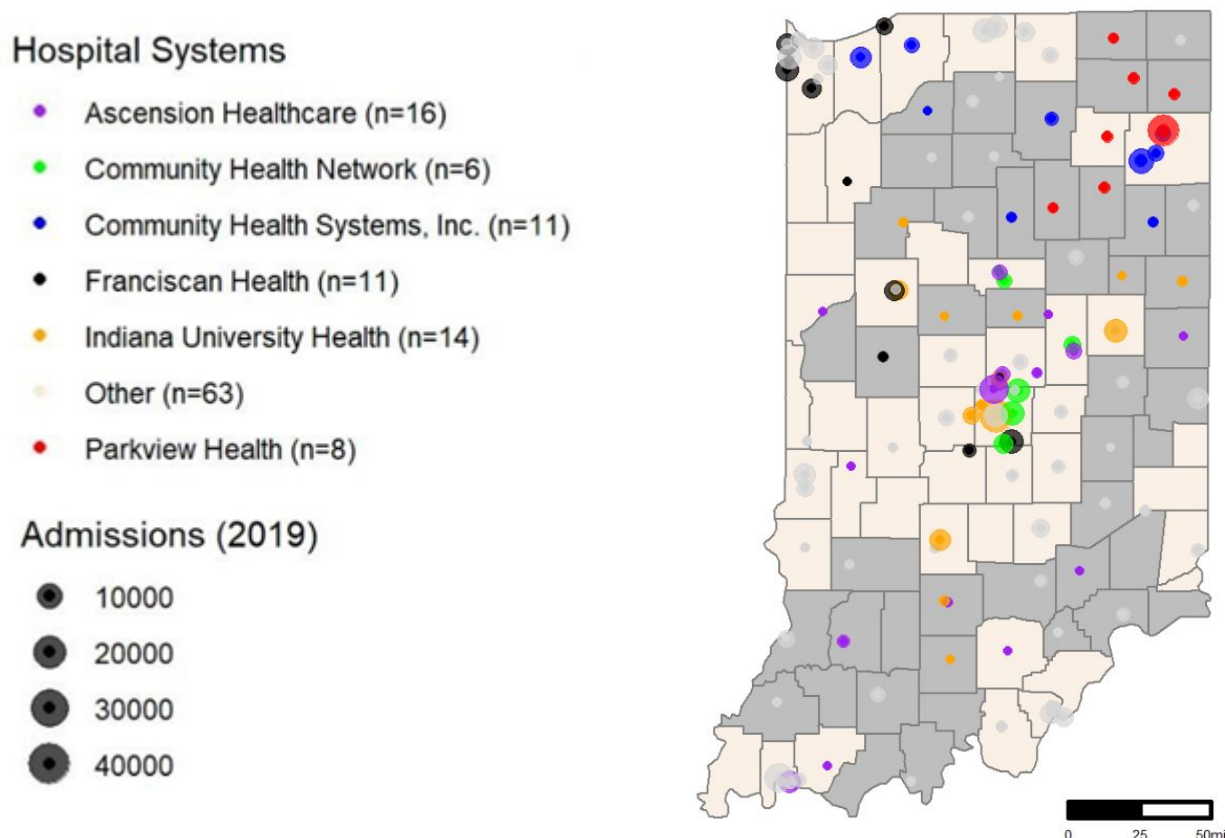 Hospital Systems
Ascension Healthcare (n=16)
Community Health Network (n=6)
Community Health Systems, Inc. (n=11)
Franciscan Health (n=11)
Indiana University Health (n=14)
Other (n=63)
Parkview Health (n=8)
Admissions (2019)
10000
20000
30000
40000
0 25 50mi